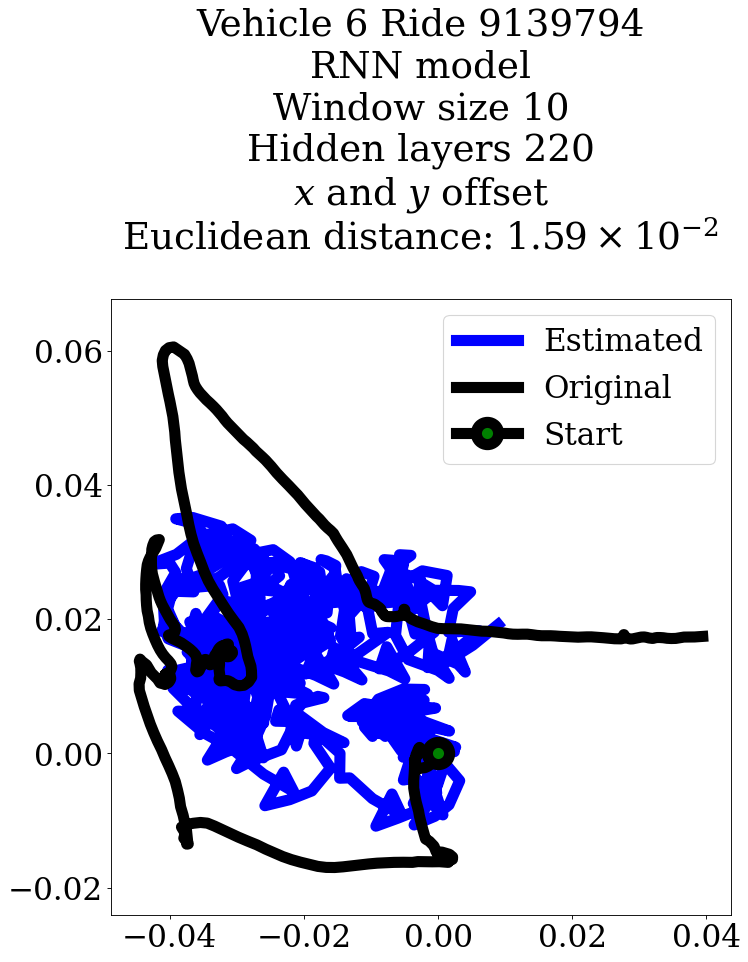 Vehicle 6 Ride 9139794
RNN model
Window size 10
Hidden layers 220
x and y offset
Euclidean distance: 1.59 × 10⁻²
Estimated
Original
Start
0.06
0.04
0.02
0.00
−0.02
−0.04 −0.02 0.00 0.02 0.04